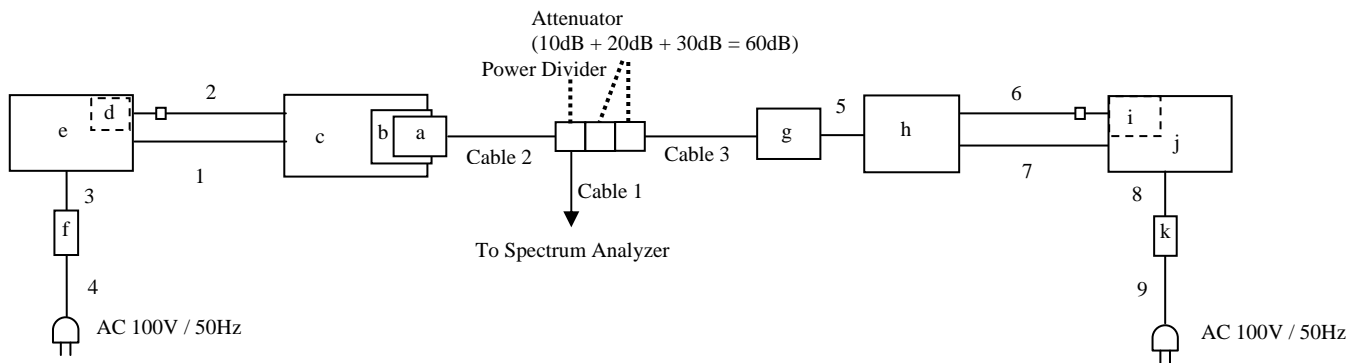 Attenuator
(10dB + 20dB + 30dB = 60dB)
Power Divider
2
5
6
d
e
c
b
a
g
h
i
j
Cable 2
Cable 3
1
7
3
Cable 1
8
f
k
To Spectrum Analyzer
4
9
AC 100V / 50Hz
AC 100V / 50Hz